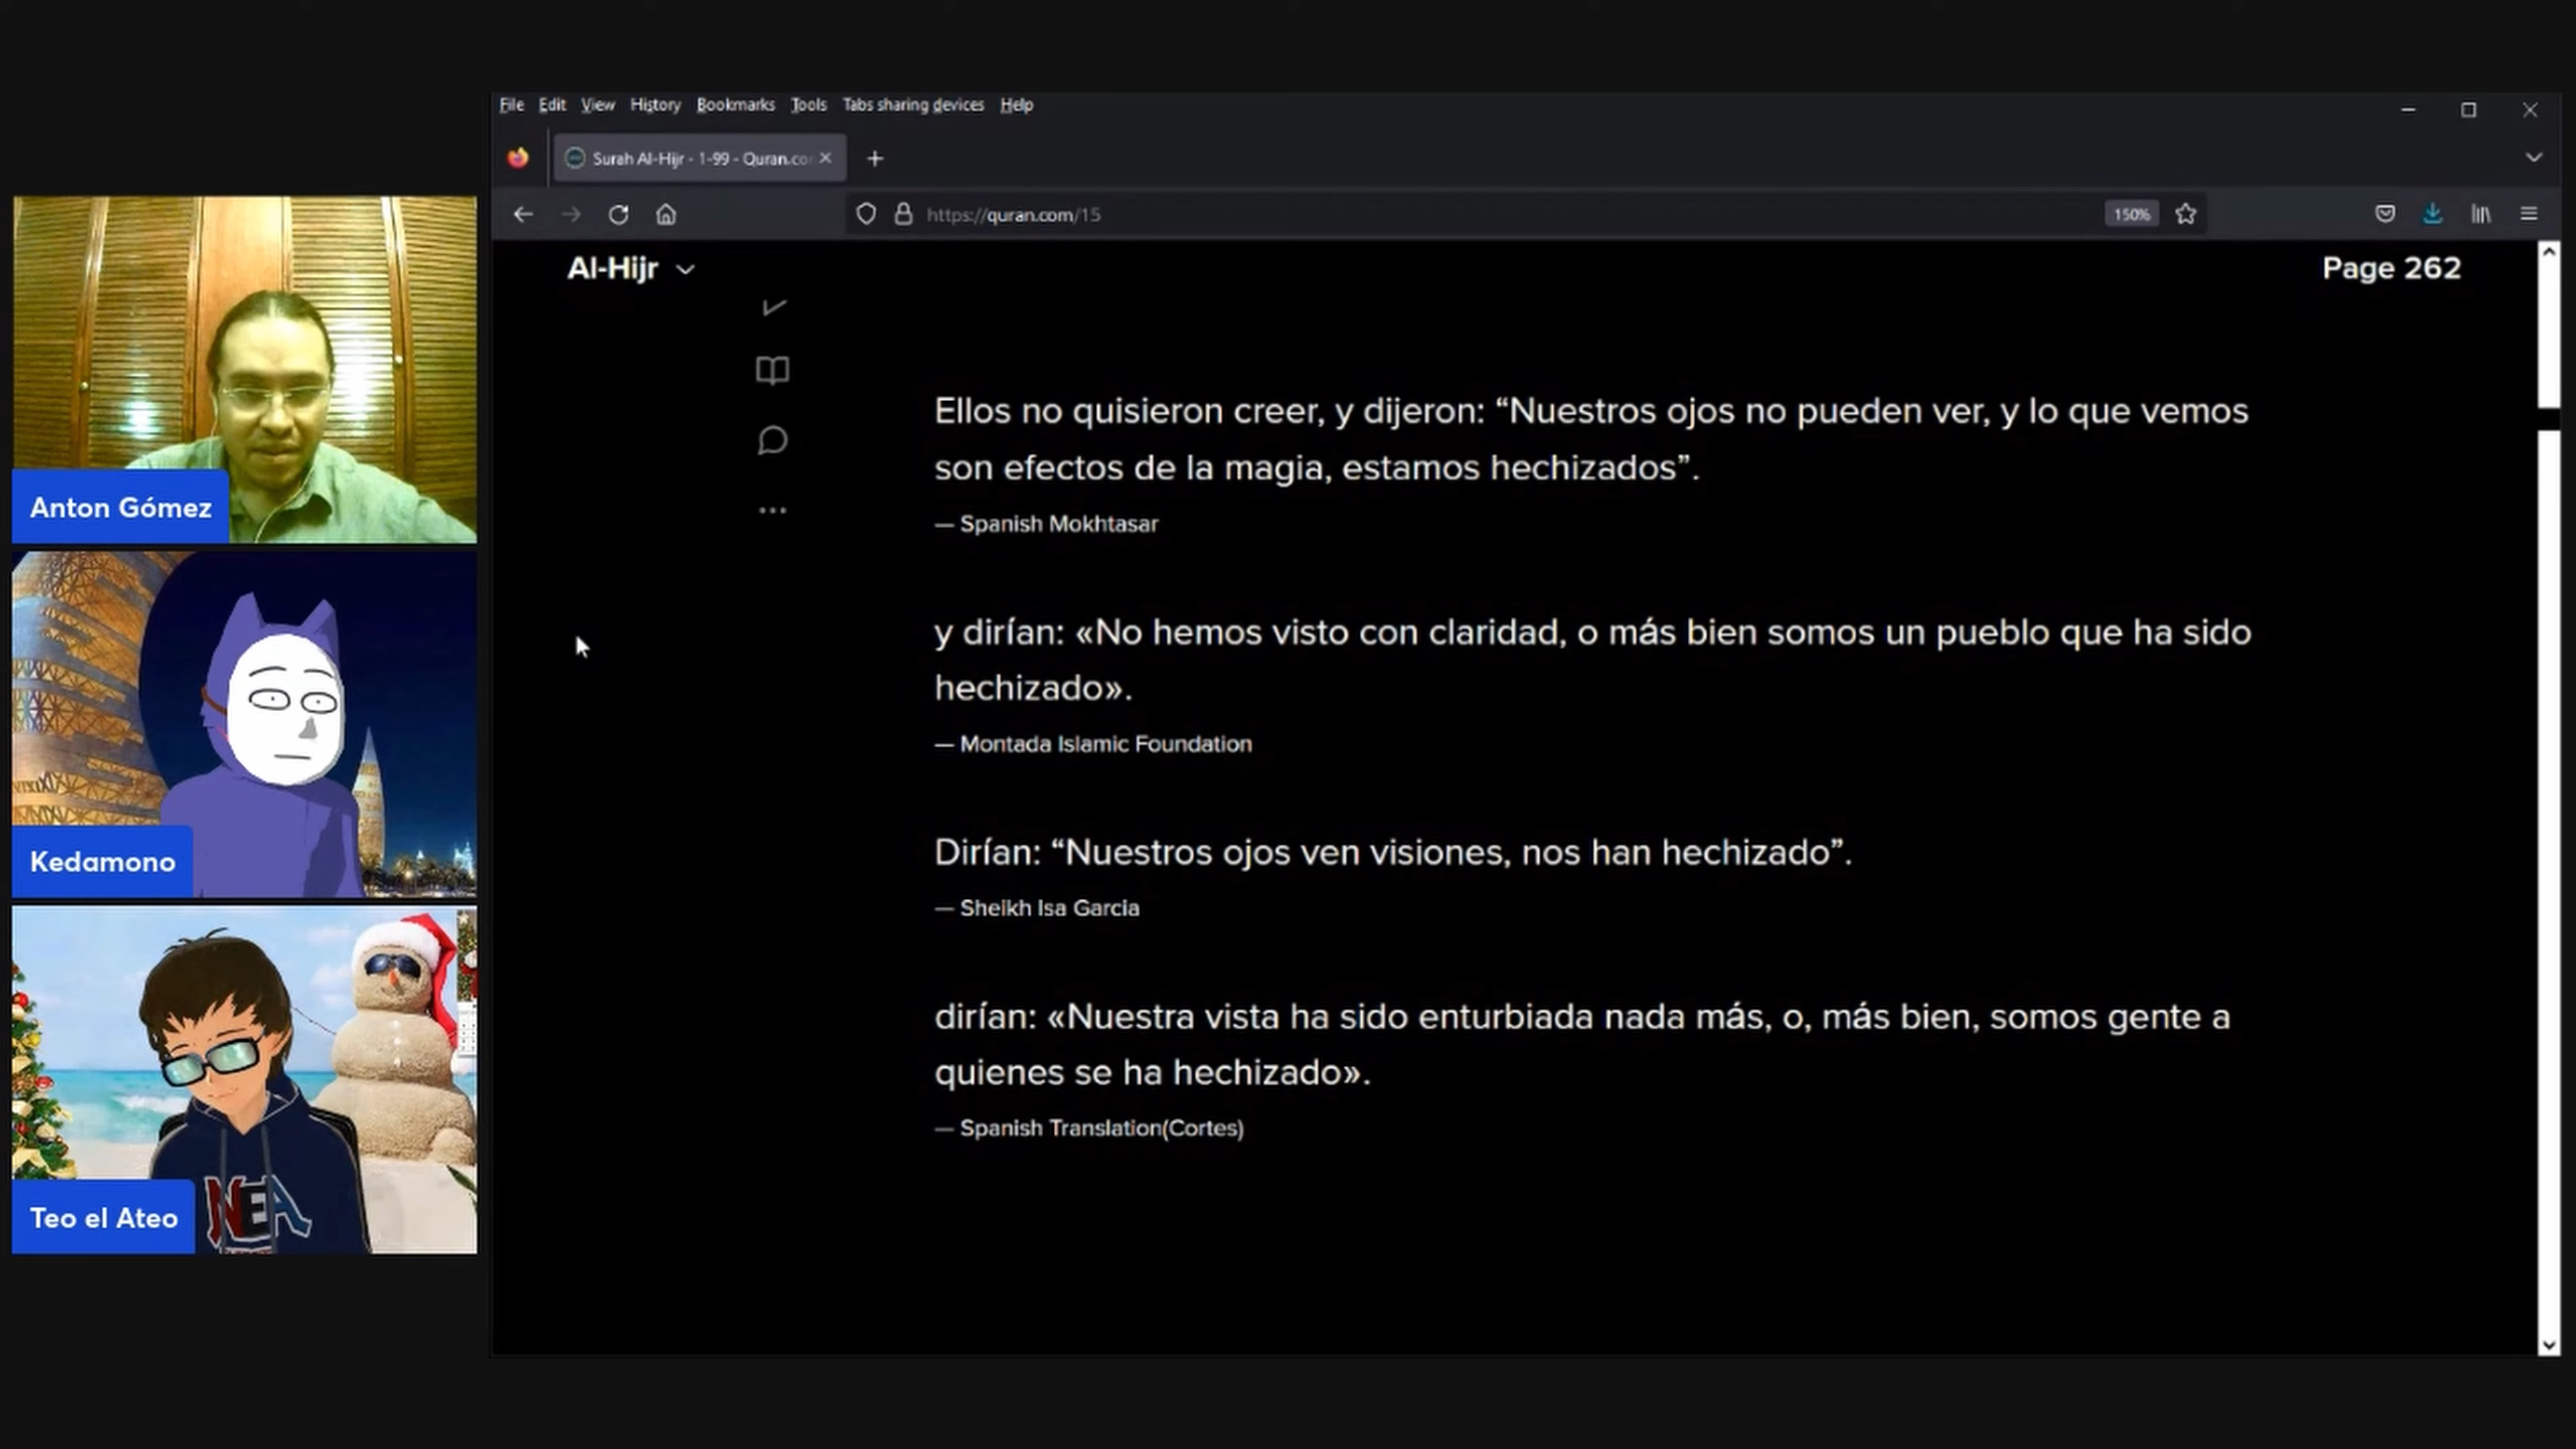 File Edit View History Bookmarks Tools Tabs sharing devices Help
Surah Al-Hijr - 1-99 - Quran.co
https://quran.com/15
150%
Al-Hijr
Page 262
Ellos no quisieron creer, y dijeron: “Nuestros ojos no pueden ver, y lo que vemos
son efectos de la magia, estamos hechizados”.
— Spanish Mokhtasar
y dirían: «No hemos visto con claridad, o más bien somos un pueblo que ha sido
hechizado».
— Montada Islamic Foundation
Dirían: “Nuestros ojos ven visiones, nos han hechizado”.
— Sheikh Isa Garcia
dirían: «Nuestra vista ha sido enturbiada nada más, o, más bien, somos gente a
quienes se ha hechizado».
— Spanish Translation(Cortes)
Anton Gómez
Kedamono
Teo el Ateo
NEA